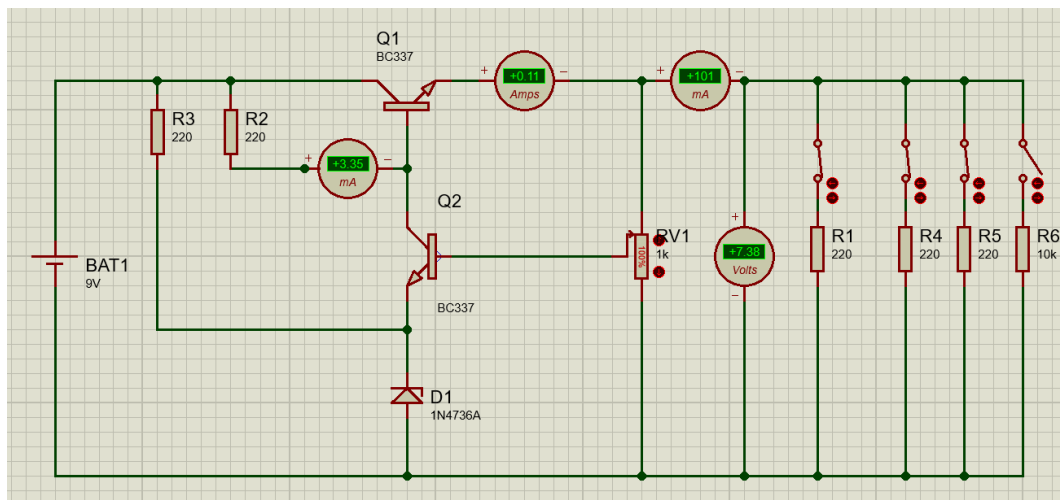 Q1
BC337
+
+0.11
−
Amps
+
+101
−
mA
R3
220
R2
220
+
+3.35
−
mA
Q2
BC337
BAT1
9V
D1
1N4736A
RV1
1k
100%
+
+7.38
Volts
−
R1
220
R4
220
R5
220
R6
10k